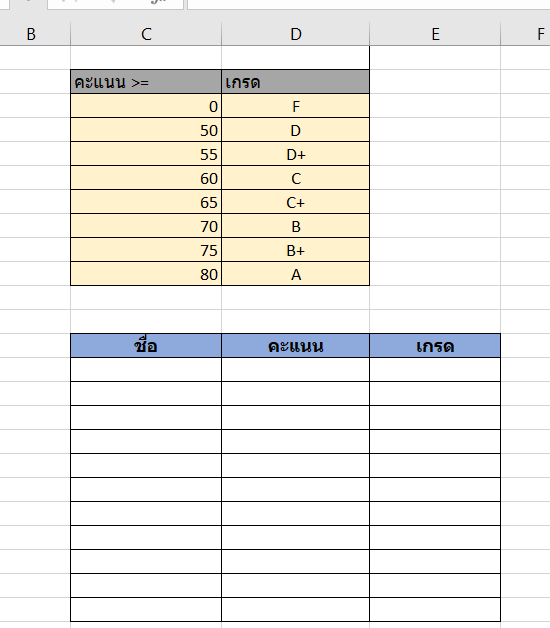 B C D E F
คะแนน >= เกรด
0 F
50 D
55 D+
60 C
65 C+
70 B
75 B+
80 A
ชื่อ คะแนน เกรด